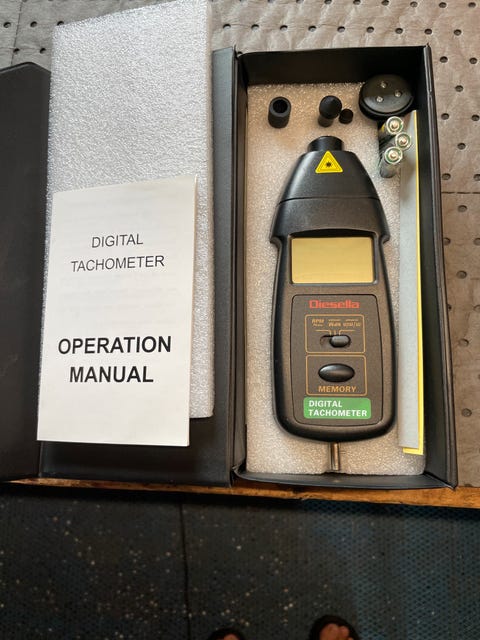 DIGITAL
TACHOMETER
OPERATION
MANUAL
Diesella
RPM
MEMORY
DIGITAL
TACHOMETER